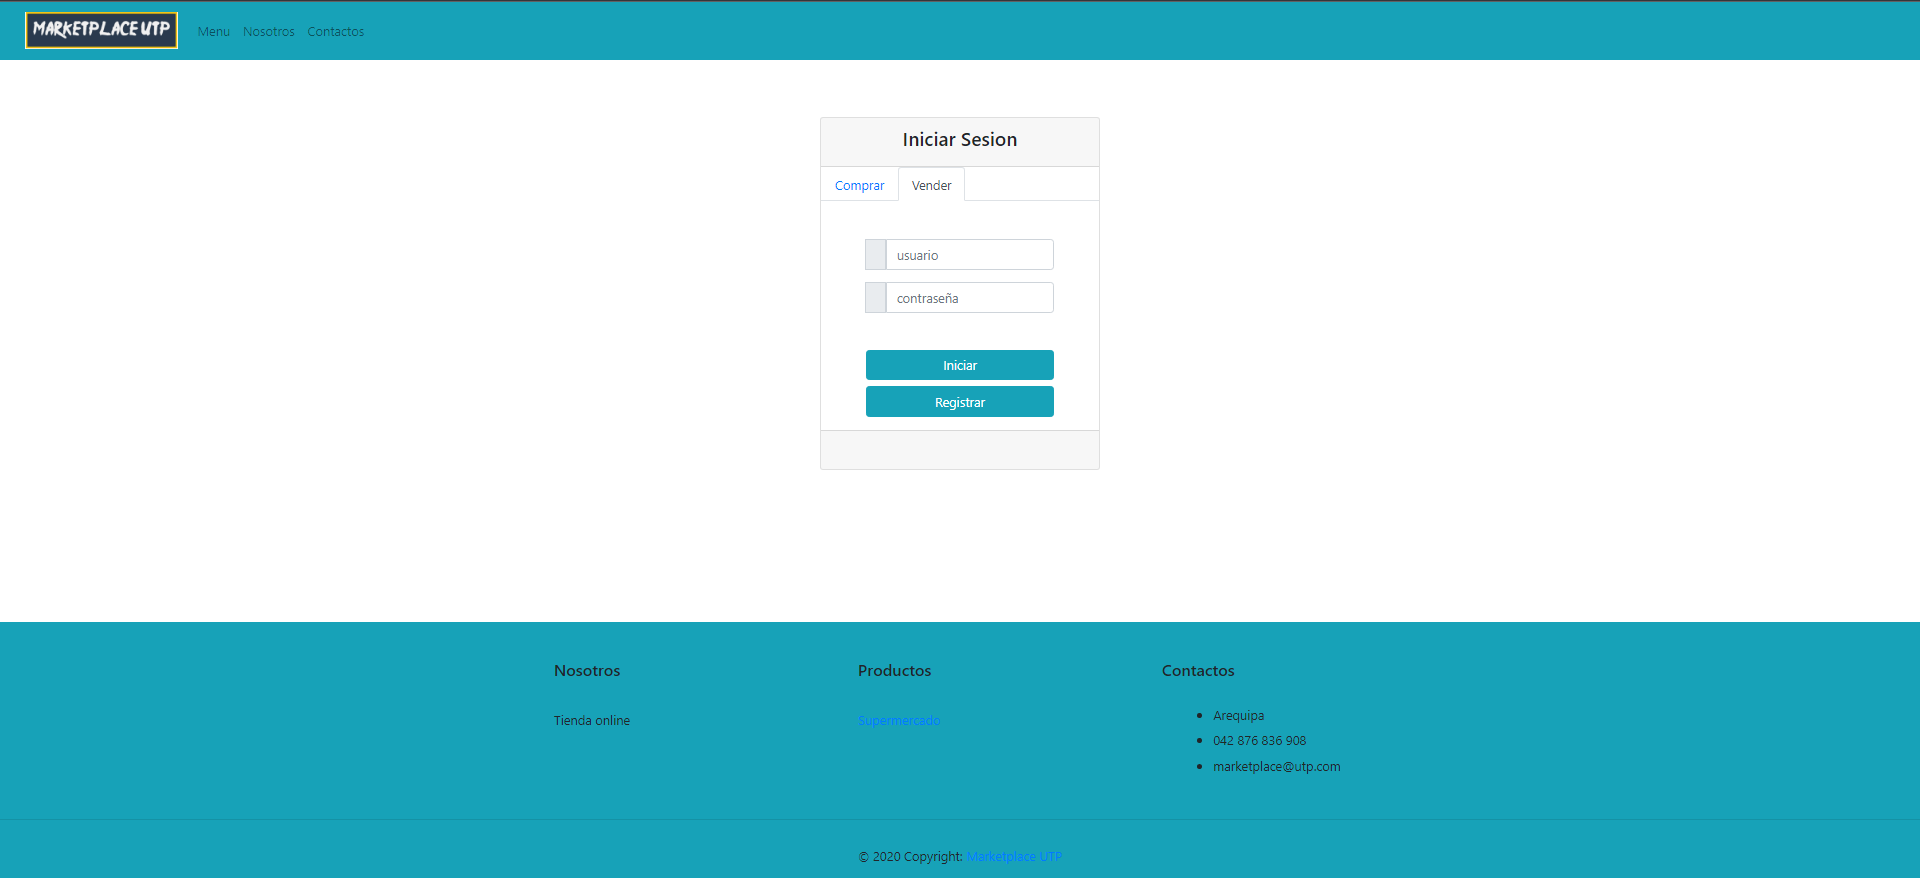 MARKETPLACE UTP
Menu Nosotros Contactos
Iniciar Sesion
Comprar Vender
usuario
contraseña
Iniciar
Registrar
Nosotros
Tienda online
Productos
Supermercado
Contactos
Arequipa
042 876 836 908
marketplace@utp.com
© 2020 Copyright: Marketplace UTP